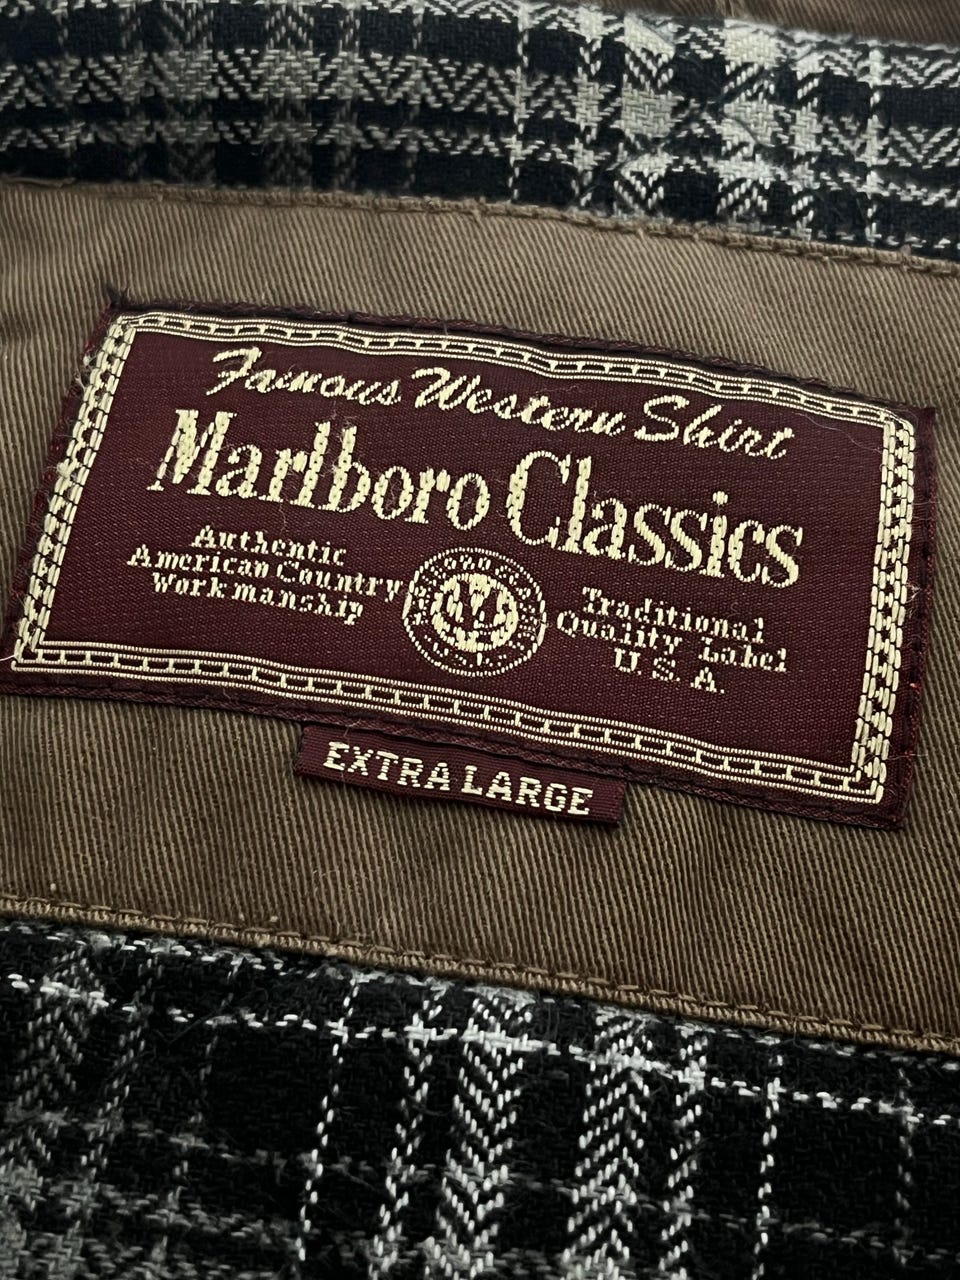 Famous Western Shirt
Marlboro Classics
Authentic
American Country
Workmanship
Traditional
Quality Label
U.S.A.
EXTRA LARGE